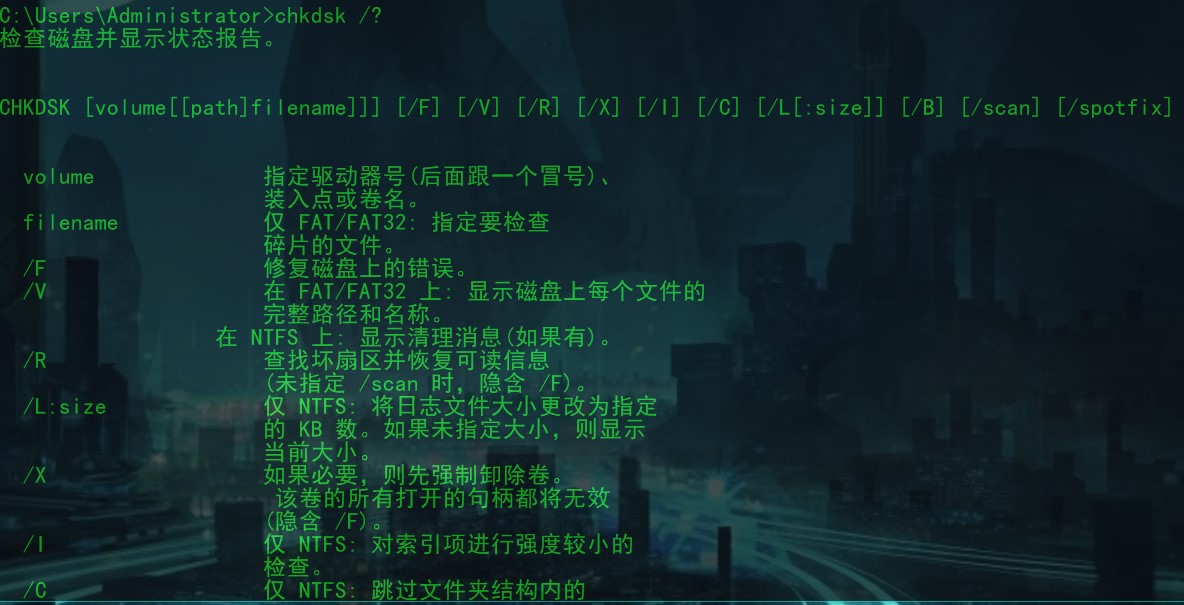 C:\Users\Administrator>chkdsk /?
检查磁盘并显示状态报告。
CHKDSK [volume[[path]filename]]] [/F] [/V] [/R] [/X] [/I] [/C] [/L[:size]] [/B] [/scan] [/spotfix]
volume 指定驱动器号(后面跟一个冒号)、
装入点或卷名。
filename 仅 FAT/FAT32: 指定要检查
碎片的文件。
/F 修复磁盘上的错误。
/V 在 FAT/FAT32 上: 显示磁盘上每个文件的
完整路径和名称。
在 NTFS 上: 显示清理消息(如果有)。
/R 查找坏扇区并恢复可读信息
(未指定 /scan 时，隐含 /F)。
/L:size 仅 NTFS: 将日志文件大小更改为指定
的 KB 数。如果未指定大小，则显示
当前大小。
/X 如果必要，则先强制卸除卷。
该卷的所有打开的句柄都将无效
(隐含 /F)。
/I 仅 NTFS: 对索引项进行强度较小的
检查。
/C 仅 NTFS: 跳过文件夹结构内的